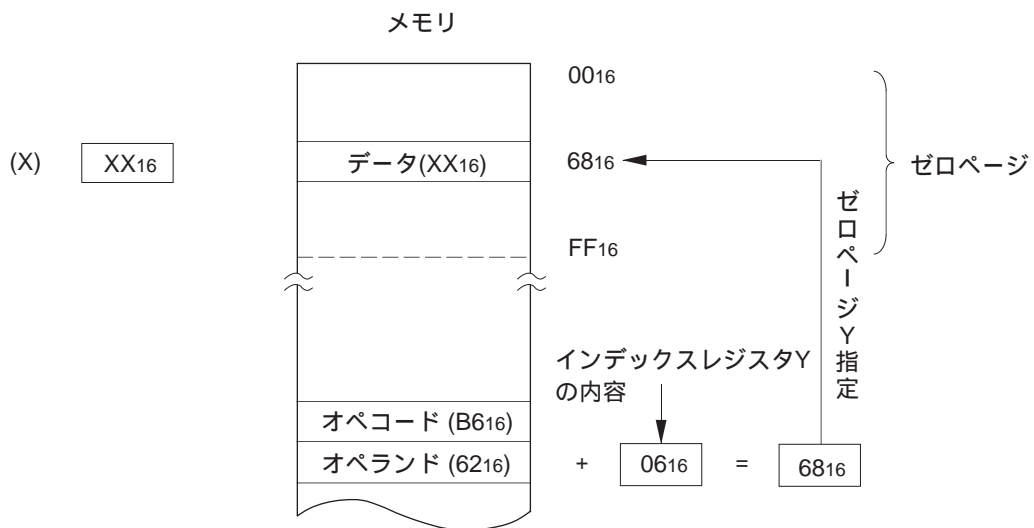 メモリ
0016
(X)
XX16
データ(XX16)
6816
ゼロページ
FF16
ゼロページY指定
インデックスレジスタY
の内容
オペコード (B616)
オペランド (6216)
+
0616
=
6816